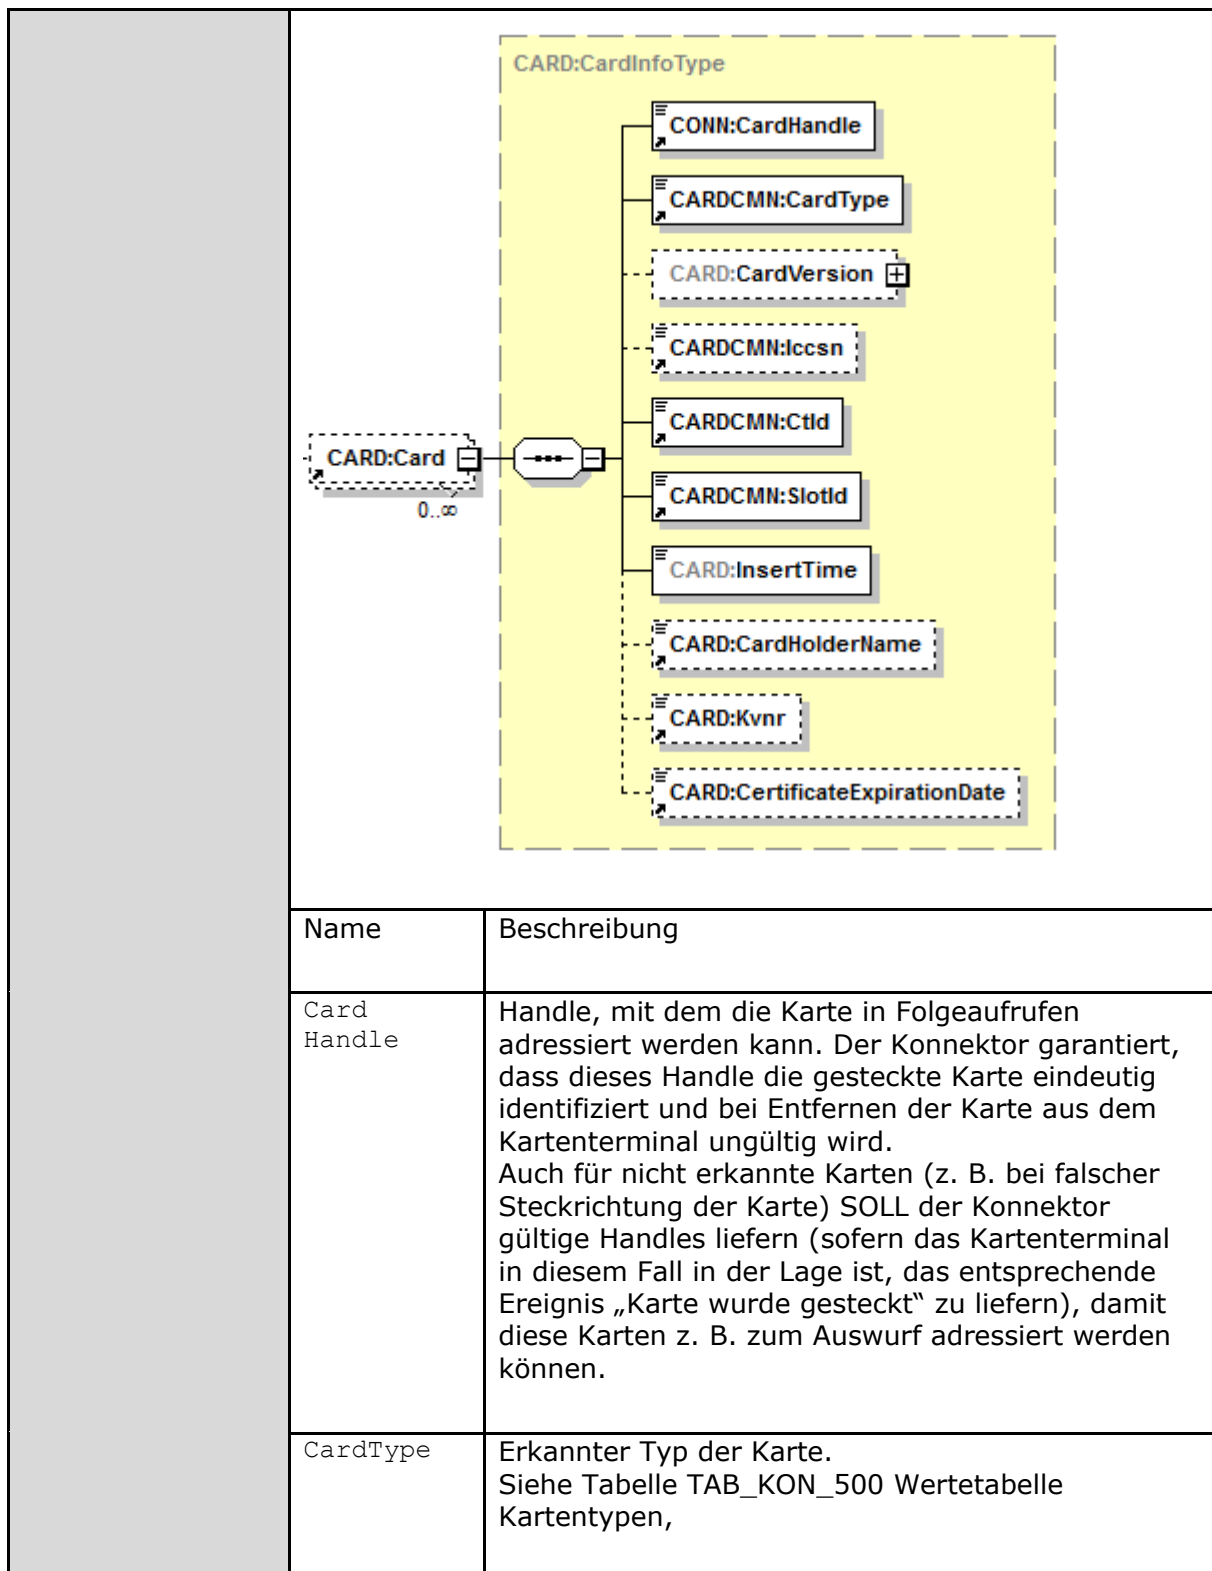 CARD:CardInfoType
CONN:CardHandle
CARDCMN:CardType
CARD:CardVersion
CARDCMN:Iccsn
CARDCMN:CtId
CARD:Card
0..∞
CARDCMN:SlotId
CARD:InsertTime
CARD:CardHolderName
CARD:Kvnr
CARD:CertificateExpirationDate
Name
Beschreibung
Card
Handle
Handle, mit dem die Karte in Folgeaufrufen
adressiert werden kann. Der Konnektor garantiert,
dass dieses Handle die gesteckte Karte eindeutig
identifiziert und bei Entfernen der Karte aus dem
Kartenterminal ungültig wird.
Auch für nicht erkannte Karten (z. B. bei falscher
Steckrichtung der Karte) SOLL der Konnektor
gültige Handles liefern (sofern das Kartenterminal
in diesem Fall in der Lage ist, das entsprechende
Ereignis „Karte wurde gesteckt“ zu liefern), damit
diese Karten z. B. zum Auswurf adressiert werden
können.
CardType
Erkannter Typ der Karte.
Siehe Tabelle TAB_KON_500 Wertetabelle
Kartentypen,